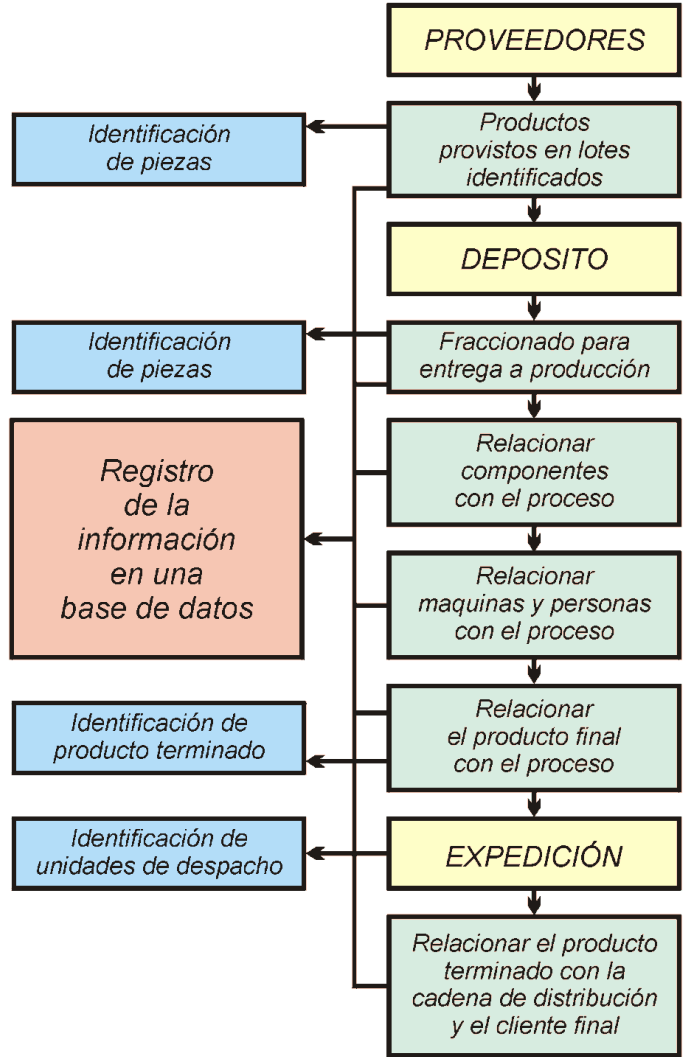 PROVEEDORES
Identificación
de piezas
Productos
provistos en lotes
identificados
DEPOSITO
Identificación
de piezas
Fraccionado para
entrega a producción
Registro
de la
información
en una
base de datos
Relacionar
componentes
con el proceso
Relacionar
maquinas y personas
con el proceso
Identificación de
producto terminado
Relacionar
el producto final
con el proceso
Identificación de
unidades de despacho
EXPEDICIÓN
Relacionar el producto
terminado con la
cadena de distribución
y el cliente final